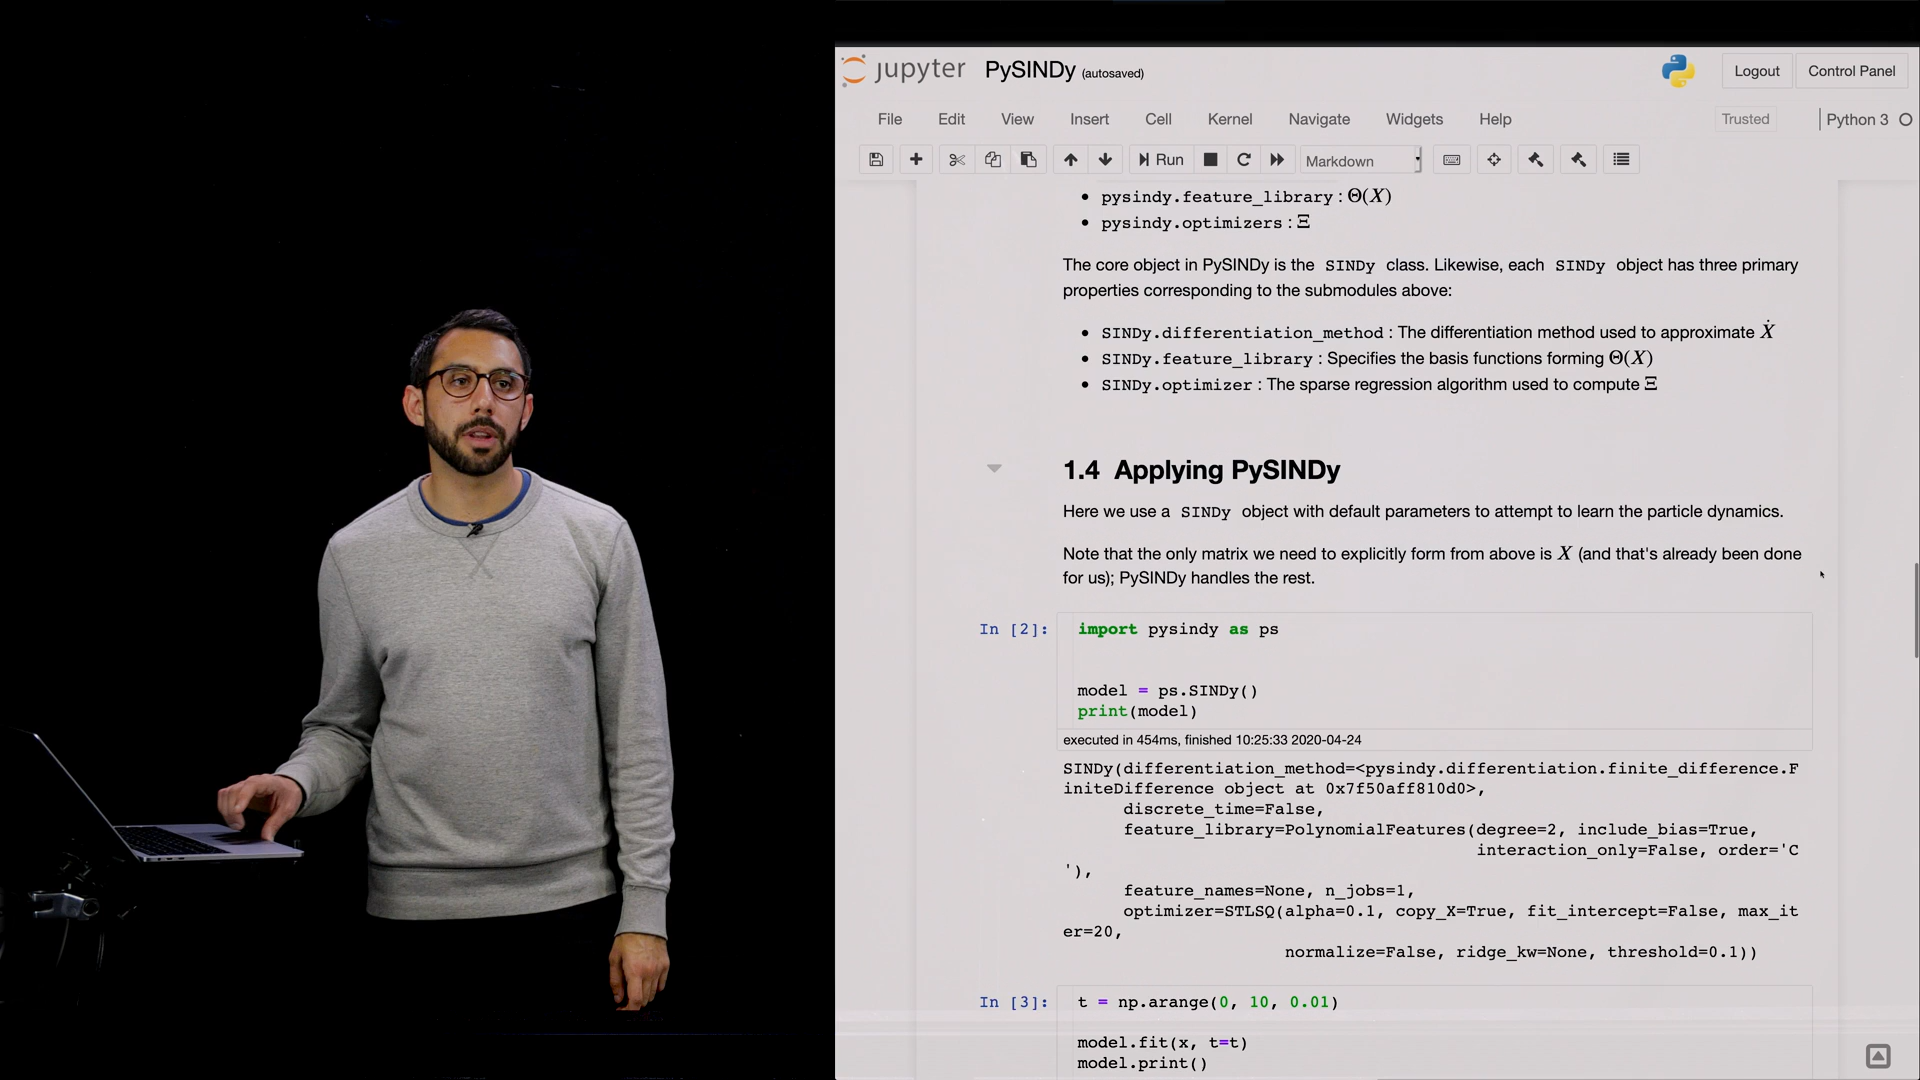 jupyter PySINDy (autosaved) Logout Control Panel
File Edit View Insert Cell Kernel Navigate Widgets Help Trusted Python 3
Run Markdown
pysindy.feature_library : Θ(X)
pysindy.optimizers : Ξ
The core object in PySINDy is the SINDy class. Likewise, each SINDy object has three primary
properties corresponding to the submodules above:
SINDy.differentiation_method : The differentiation method used to approximate Ẋ
SINDy.feature_library : Specifies the basis functions forming Θ(X)
SINDy.optimizer : The sparse regression algorithm used to compute Ξ
1.4 Applying PySINDy
Here we use a SINDy object with default parameters to attempt to learn the particle dynamics.
Note that the only matrix we need to explicitly form from above is X (and that's already been done
for us); PySINDy handles the rest.
In [2]: import pysindy as ps
model = ps.SINDy()
print(model)
executed in 454ms, finished 10:25:33 2020-04-24
SINDy(differentiation_method=<pysindy.differentiation.finite_difference.F
initeDifference object at 0x7f50aff810d0>,
discrete_time=False,
feature_library=PolynomialFeatures(degree=2, include_bias=True,
interaction_only=False, order='C
'),
feature_names=None, n_jobs=1,
optimizer=STLSQ(alpha=0.1, copy_X=True, fit_intercept=False, max_it
er=20,
normalize=False, ridge_kw=None, threshold=0.1))
In [3]: t = np.arange(0, 10, 0.01)
model.fit(x, t=t)
model.print()